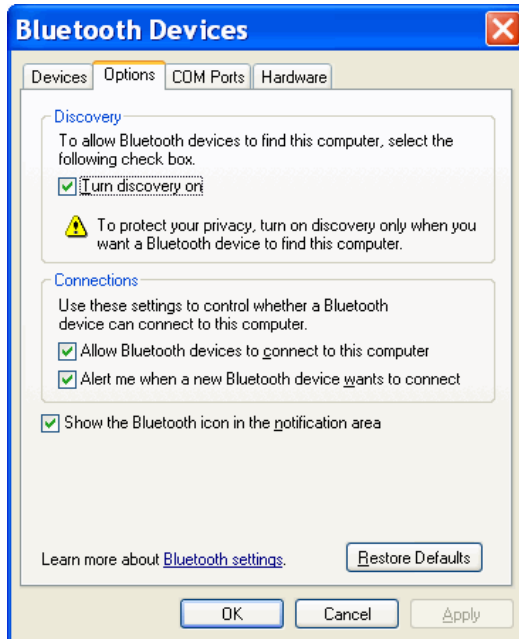 Bluetooth Devices
Devices Options COM Ports Hardware
Discovery
To allow Bluetooth devices to find this computer, select the
following check box.
Turn discovery on
To protect your privacy, turn on discovery only when you
want a Bluetooth device to find this computer.
Connections
Use these settings to control whether a Bluetooth
device can connect to this computer.
Allow Bluetooth devices to connect to this computer
Alert me when a new Bluetooth device wants to connect
Show the Bluetooth icon in the notification area
Learn more about Bluetooth settings. Restore Defaults
OK Cancel Apply